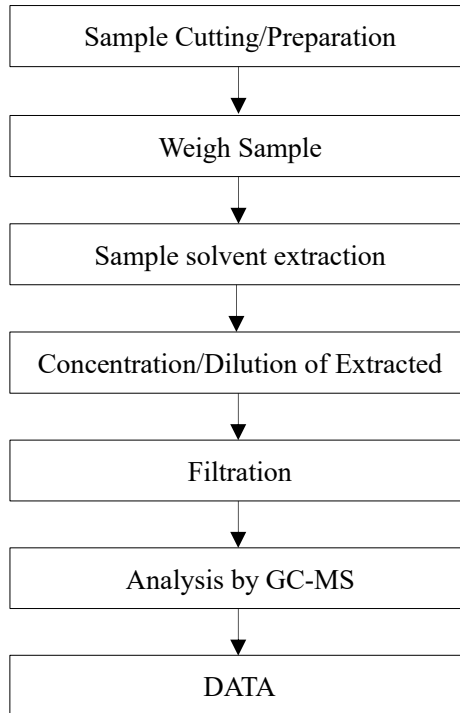 Sample Cutting/Preparation
Weigh Sample
Sample solvent extraction
Concentration/Dilution of Extracted
Filtration
Analysis by GC-MS
DATA